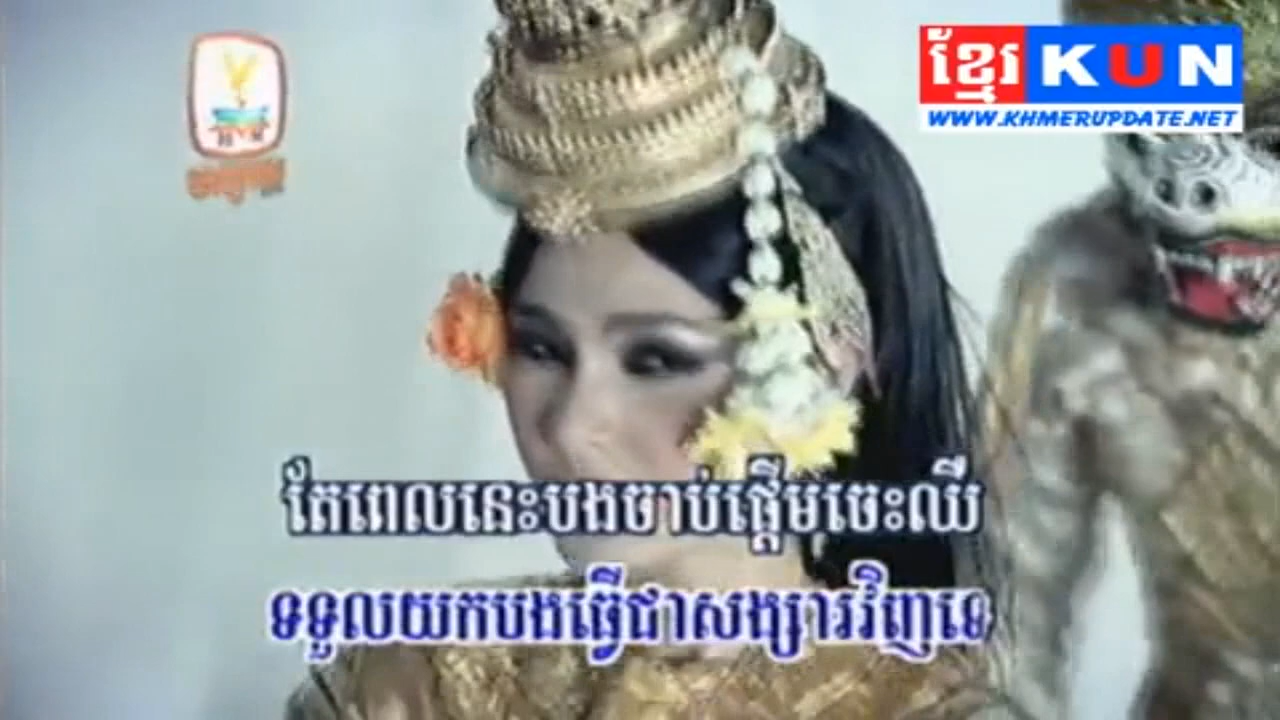 ខ្មែរ KUN
WWW.KHMERUPDATE.NET
តែពេលនេះបងចាប់ផ្តើមចេះឈឺ
ទទួលយកបងធ្វើជាសង្សារវិញទេ